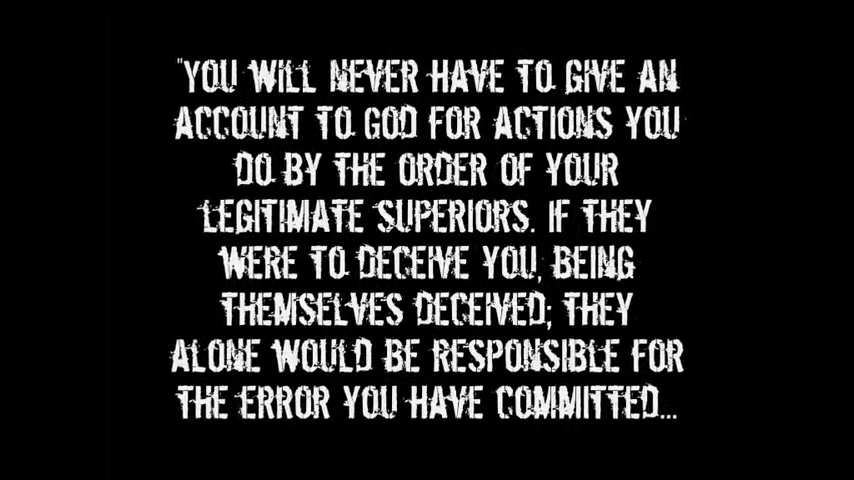 "YOU WILL NEVER HAVE TO GIVE AN
ACCOUNT TO GOD FOR ACTIONS YOU
DO BY THE ORDER OF YOUR
LEGITIMATE SUPERIORS. IF THEY
WERE TO DECEIVE YOU, BEING
THEMSELVES DECEIVED; THEY
ALONE WOULD BE RESPONSIBLE FOR
THE ERROR YOU HAVE COMMITTED...